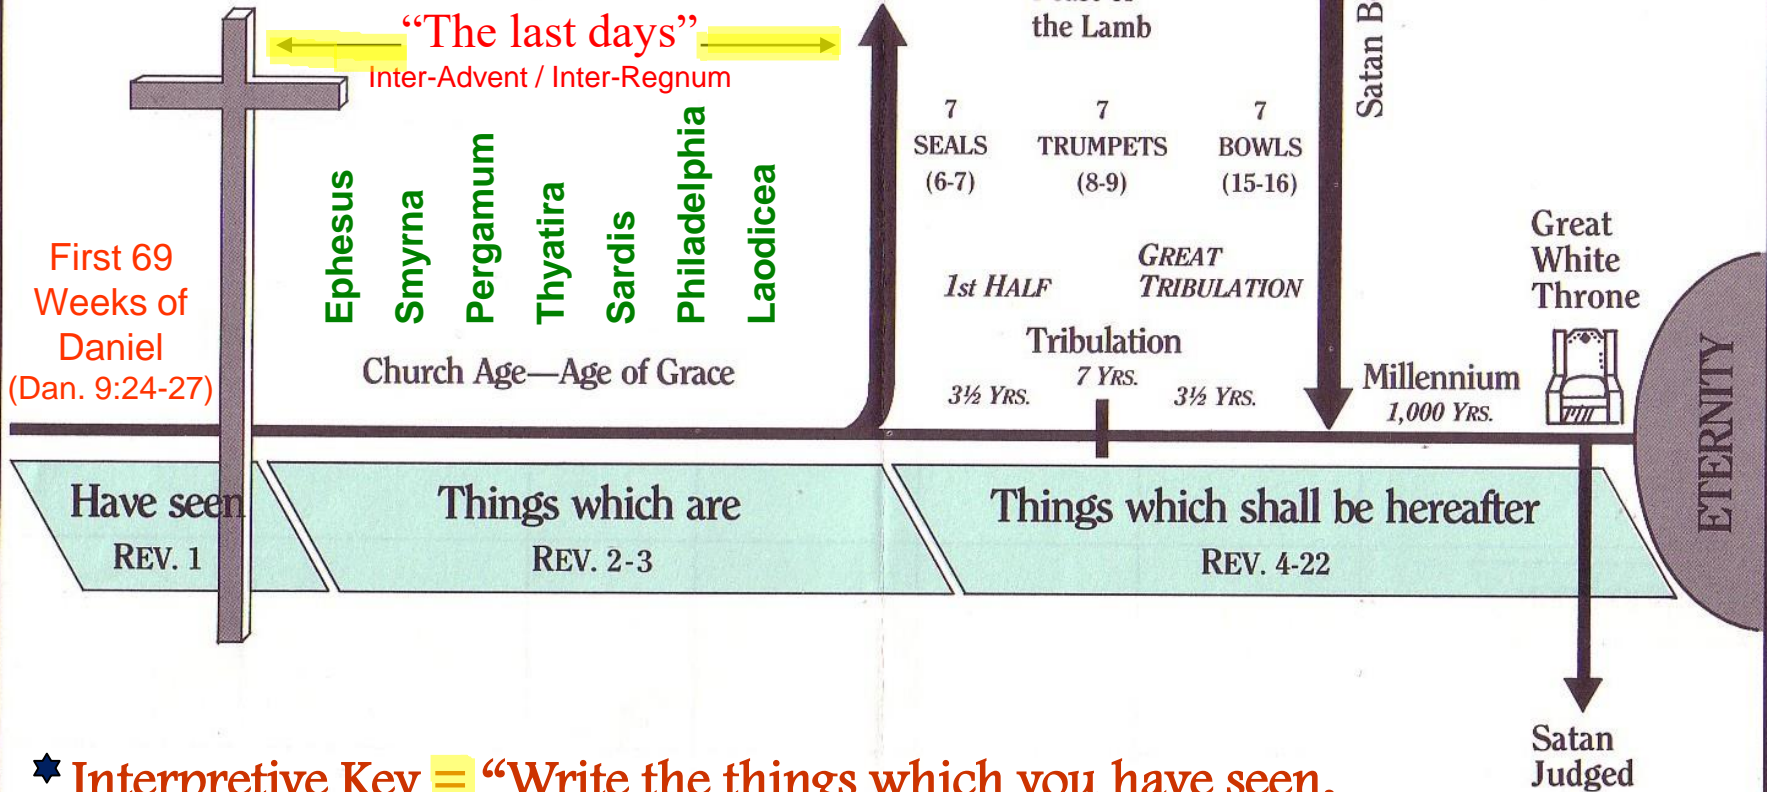 “The last days”
Inter-Advent / Inter-Regnum
the Lamb
Satan
7
SEALS
(6-7)
7
TRUMPETS
(8-9)
7
BOWLS
(15-16)
Ephesus
Smyrna
Pergamum
Thyatira
Sardis
Philadelphia
Laodicea
First 69
Weeks of
Daniel
(Dan. 9:24-27)
Church Age—Age of Grace
1st HALF
GREAT
TRIBULATION
Tribulation
7 YRS.
3½ YRS.
3½ YRS.
Millennium
1,000 YRS.
Great
White
Throne
ETERNITY
Have seen
REV. 1
Things which are
REV. 2-3
Things which shall be hereafter
REV. 4-22
Satan
Judged
Interpretive Key = “Write the things which you have seen,